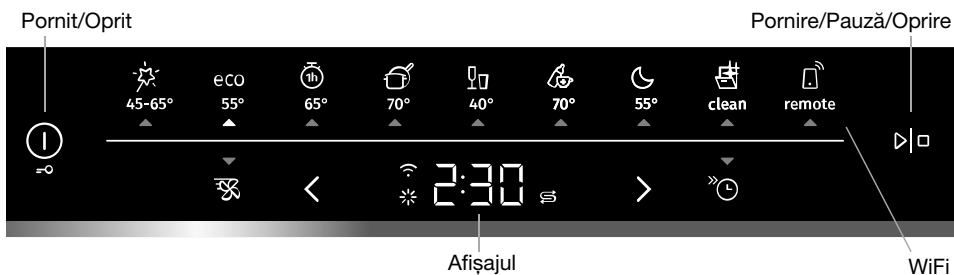 Pornit/Oprit
Pornire/Pauză/Oprire
45-65° eco 55° 1h 65° 70° 40° 70° 55° clean remote
2:30
Afișajul
WiFi